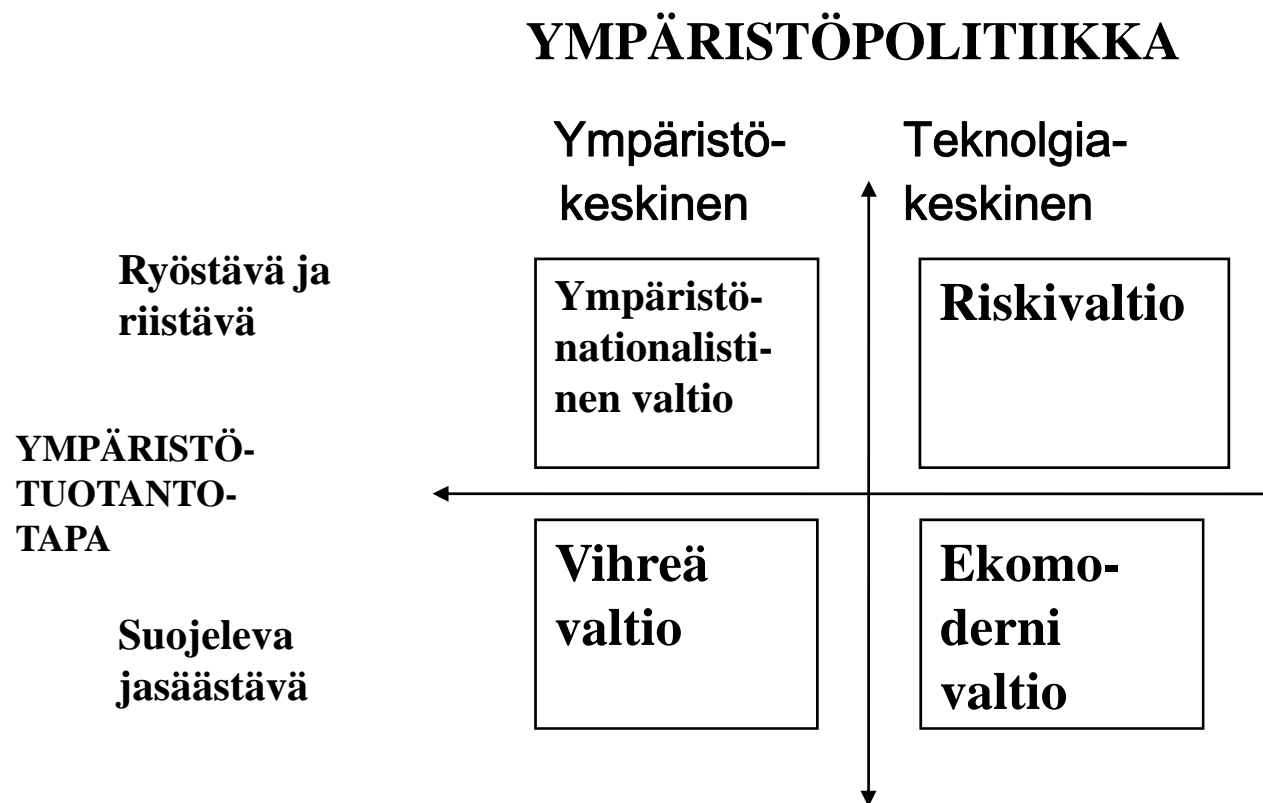 YMPÄRISTÖPOLITIIKKA
Ympäristö-
keskinen
Teknolgia-
keskinen
Ryöstävä ja
riistävä
Ympäristö-
nationalisti-
nen valtio
Riskivaltio
YMPÄRISTÖ-
TUOTANTO-
TAPA
Suojeleva
jasäästävä
Vihreä
valtio
Ekomo-
derni
valtio